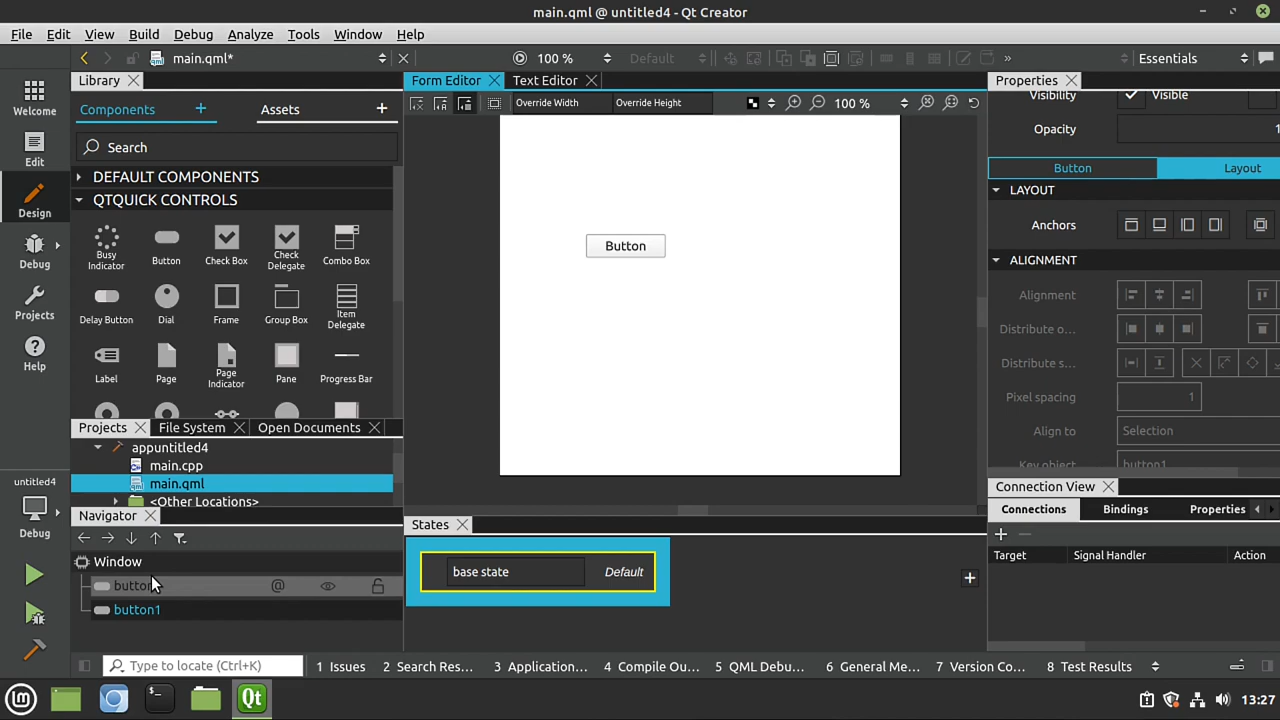 main.qml @ untitled4 - Qt Creator
File Edit View Build Debug Analyze Tools Window Help
main.qml* 100 % Default » Essentials
Library Form Editor Text Editor Properties
Components + Assets +
Override Width Override Height 100 %
Search
DEFAULT COMPONENTS
QTQUICK CONTROLS
Busy Indicator
Button
Check Box
Check Delegate
Combo Box
Delay Button
Dial
Frame
Group Box
Item Delegate
Label
Page
Page Indicator
Pane
Progress Bar
Welcome
Edit
Design
Debug
Projects
Help
untitled4
Debug
Projects File System Open Documents
appuntitled4
main.cpp
main.qml
<Other Locations>
Navigator
Window
button @
button1
Button
States
base state Default
+
Visibility Visible
Opacity 1
Button Layout
LAYOUT
Anchors
ALIGNMENT
Alignment
Distribute o...
Distribute s...
Pixel spacing 1
Align to Selection
Key object button1
Connection View
Connections Bindings Properties
Target Signal Handler Action
Type to locate (Ctrl+K) 1 Issues 2 Search Res... 3 Application... 4 Compile Ou... 5 QML Debu... 6 General Me... 7 Version Co... 8 Test Results
Qt
13:27